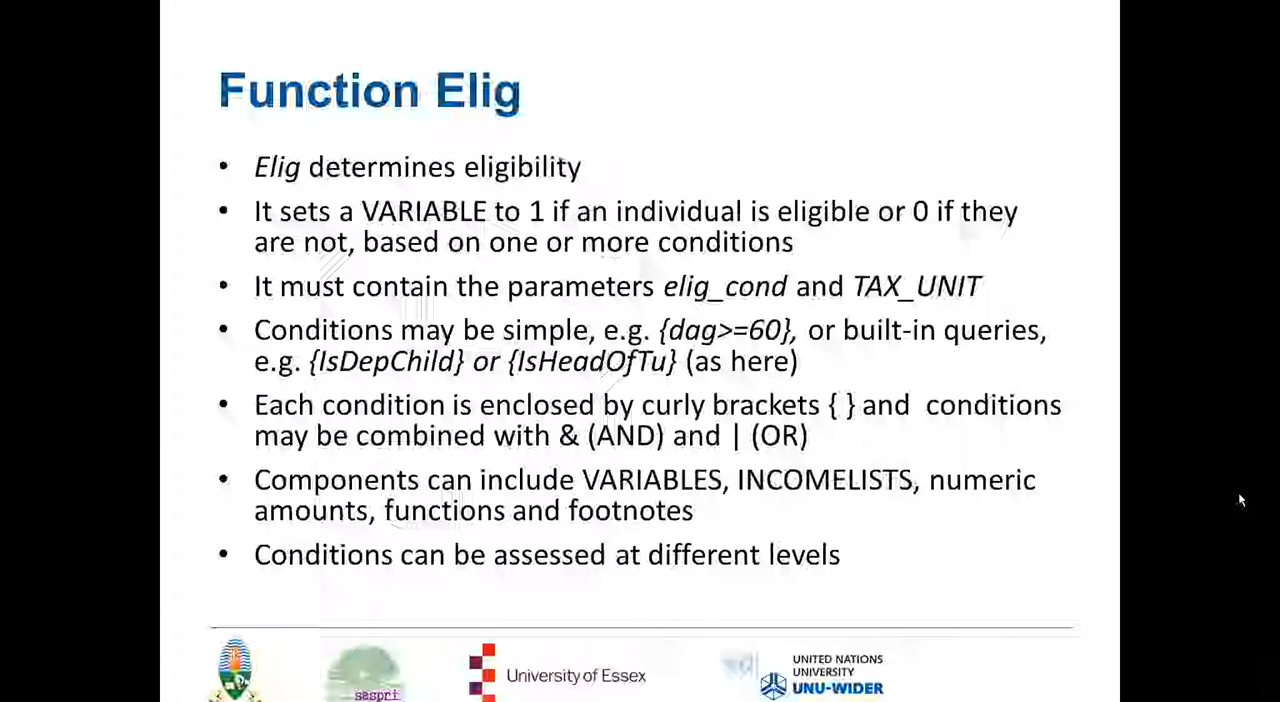 Function Elig
• Elig determines eligibility
• It sets a VARIABLE to 1 if an individual is eligible or 0 if they
are not, based on one or more conditions
• It must contain the parameters elig_cond and TAX_UNIT
• Conditions may be simple, e.g. {dag>=60}, or built-in queries,
e.g. {IsDepChild} or {IsHeadOfTu} (as here)
• Each condition is enclosed by curly brackets { } and  conditions
may be combined with & (AND) and | (OR)
• Components can include VARIABLES, INCOMELISTS, numeric
amounts, functions and footnotes
• Conditions can be assessed at different levels
saspri
University of Essex
UNITED NATIONS
UNIVERSITY
UNU-WIDER